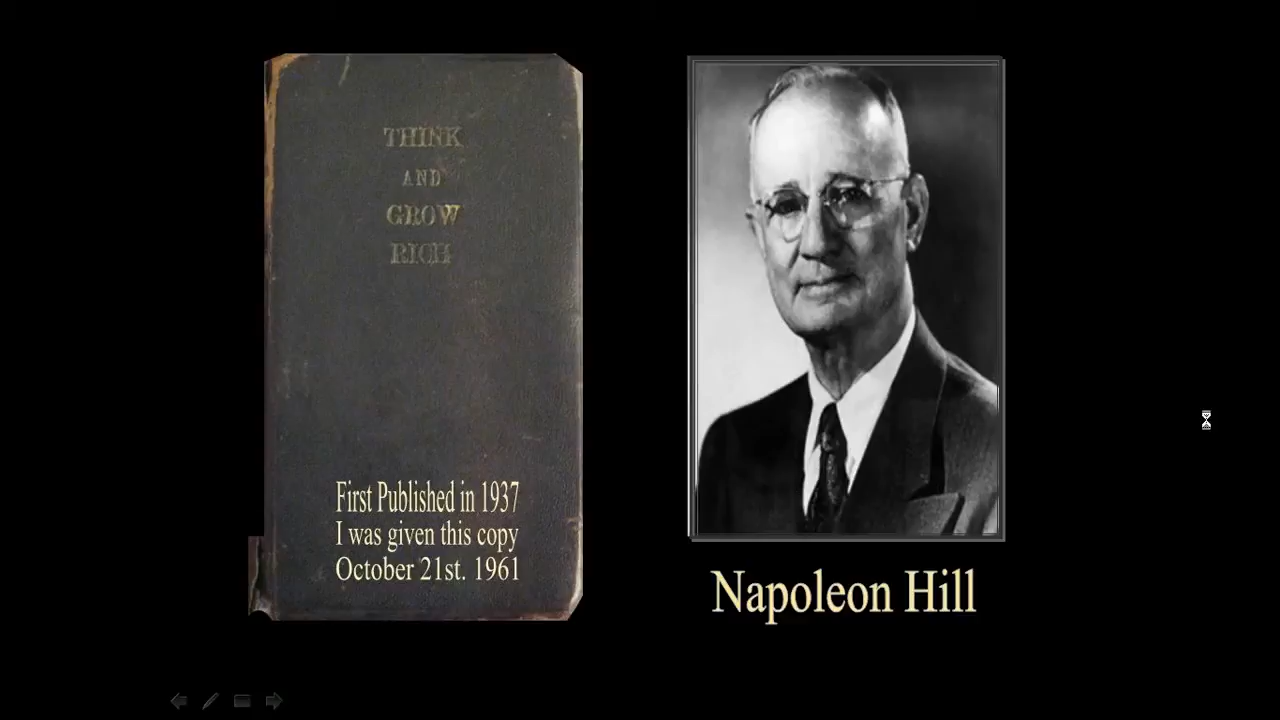 THINK
AND
GROW
RICH
First Published in 1937
I was given this copy
October 21st. 1961
Napoleon Hill